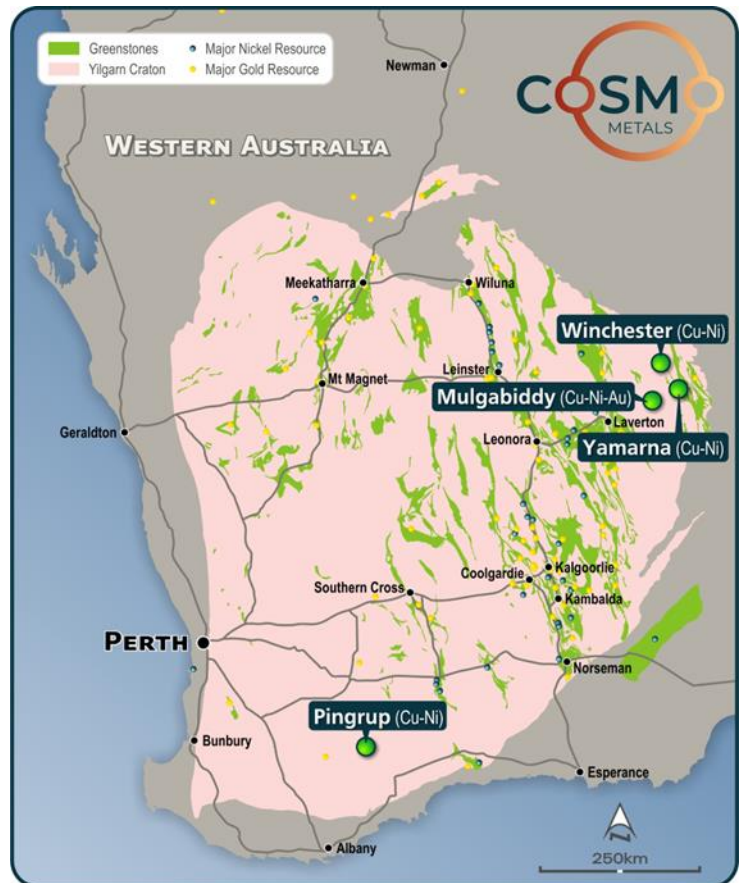 Greenstones
Major Nickel Resource
Yilgarn Craton
Major Gold Resource
Newman
COSMO
METALS
WESTERN AUSTRALIA
Meekatharra
Wiluna
Winchester (Cu-Ni)
Leinster
Mt Magnet
Mulgabiddy (Cu-Ni-Au)
Laverton
Geraldton
Leonora
Yamarna (Cu-Ni)
Kalgoorlie
Coolgardie
Southern Cross
Kambalda
PERTH
Norseman
Pingrup (Cu-Ni)
Bunbury
Esperance
N
250km
Albany